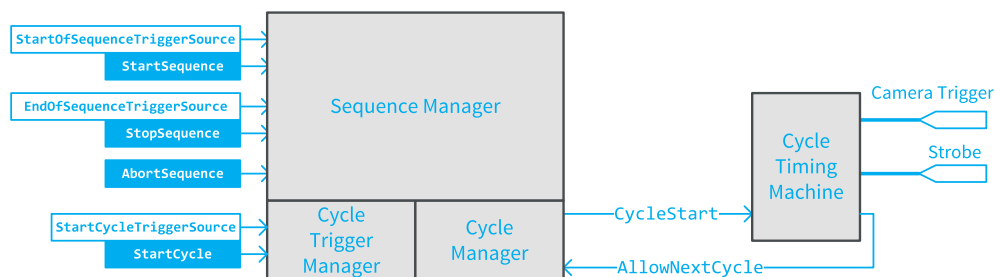 StartOfSequenceTriggerSource
StartSequence
EndOfSequenceTriggerSource
StopSequence
AbortSequence
StartCycleTriggerSource
StartCycle
Sequence Manager
Cycle
Trigger
Manager
Cycle
Manager
CycleStart
AllowNextCycle
Cycle
Timing
Machine
Camera Trigger
Strobe